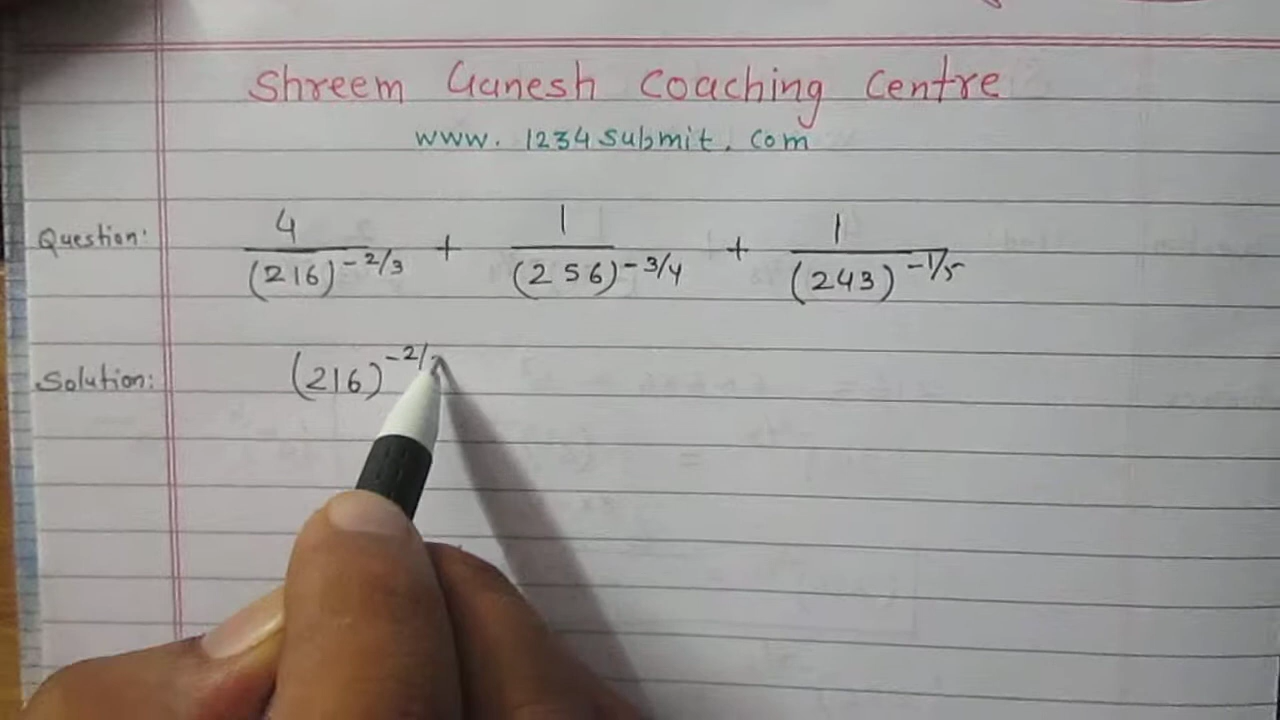 Shreem Ganesh Coaching Centre
www. 1234submit. com
Question: 4/(216)^-2/3 + 1/(256)^-3/4 + 1/(243)^-1/5
Solution: (216)^-2/